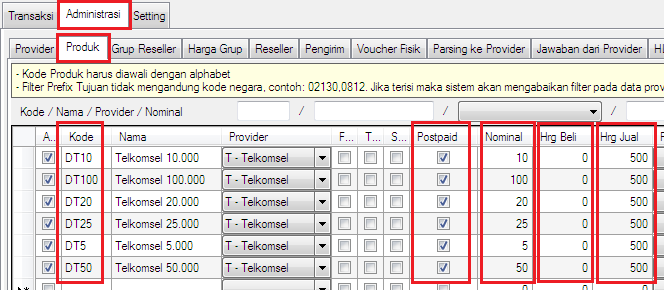 Transaksi Administrasi Setting
Provider Produk Grup Reseller Harga Grup Reseller Pengirim Voucher Fisik Parsing ke Provider Jawaban dari Provider
- Kode Produk harus diawali dengan alphabet
- Filter Prefix Tujuan tidak mengandung kode negara, contoh: 02130,0812. Jika terisi maka sistem akan mengabaikan filter pada data
Kode / Nama / Provider / Nominal / / /
A... Kode Nama Provider F... T... S... Postpaid Nominal Hrg Beli Hrg Jual
DT10 Telkomsel 10.000 T - Telkomsel 10 0 500
DT100 Telkomsel 100.000 T - Telkomsel 100 0 500
DT20 Telkomsel 20.000 T - Telkomsel 20 0 500
DT25 Telkomsel 25.000 T - Telkomsel 25 0 500
DT5 Telkomsel 5.000 T - Telkomsel 5 0 500
DT50 Telkomsel 50.000 T - Telkomsel 50 0 500